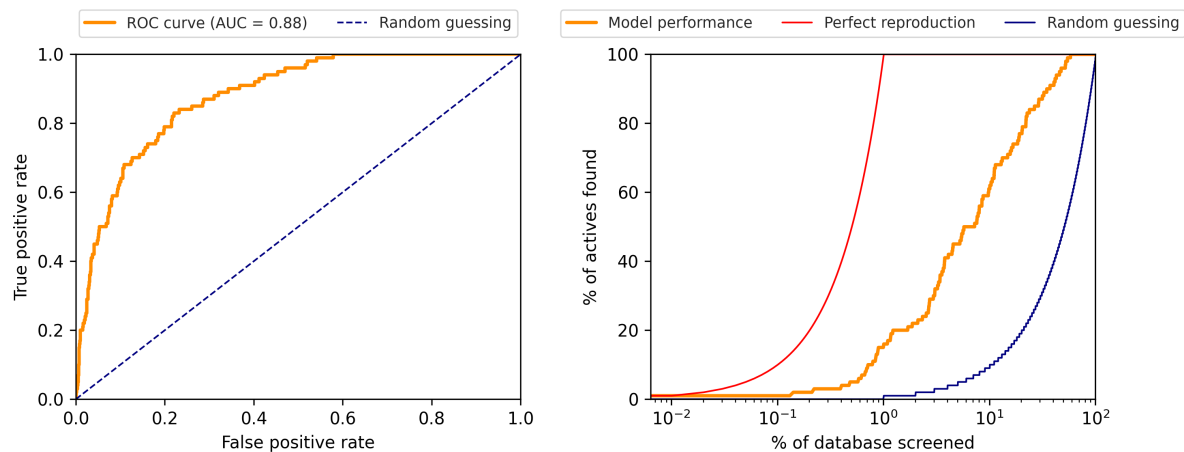 ROC curve (AUC = 0.88)
Random guessing
1.0
0.8
0.6
0.4
0.2
0.0
True positive rate
0.0
0.2
0.4
0.6
0.8
1.0
False positive rate
Model performance
Perfect reproduction
Random guessing
100
80
60
40
20
0
% of actives found
10⁻²
10⁻¹
10⁰
10¹
10²
% of database screened